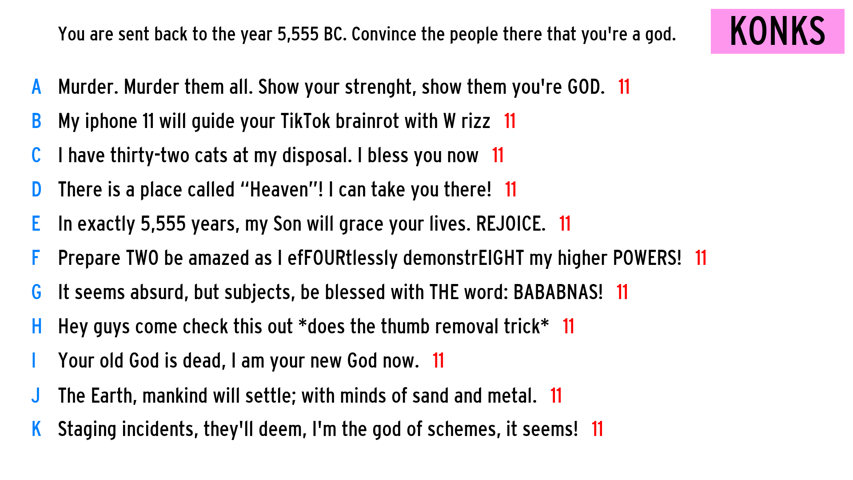 You are sent back to the year 5,555 BC. Convince the people there that you're a god.
KONKS
A Murder. Murder them all. Show your strenght, show them you're GOD. 11
B My iphone 11 will guide your TikTok brainrot with W rizz 11
C I have thirty-two cats at my disposal. I bless you now 11
D There is a place called “Heaven”! I can take you there! 11
E In exactly 5,555 years, my Son will grace your lives. REJOICE. 11
F Prepare TWO be amazed as I efFOURtlessly demonstrEIGHT my higher POWERS! 11
G It seems absurd, but subjects, be blessed with THE word: BABABNAS! 11
H Hey guys come check this out *does the thumb removal trick* 11
I Your old God is dead, I am your new God now. 11
J The Earth, mankind will settle; with minds of sand and metal. 11
K Staging incidents, they'll deem, I'm the god of schemes, it seems! 11